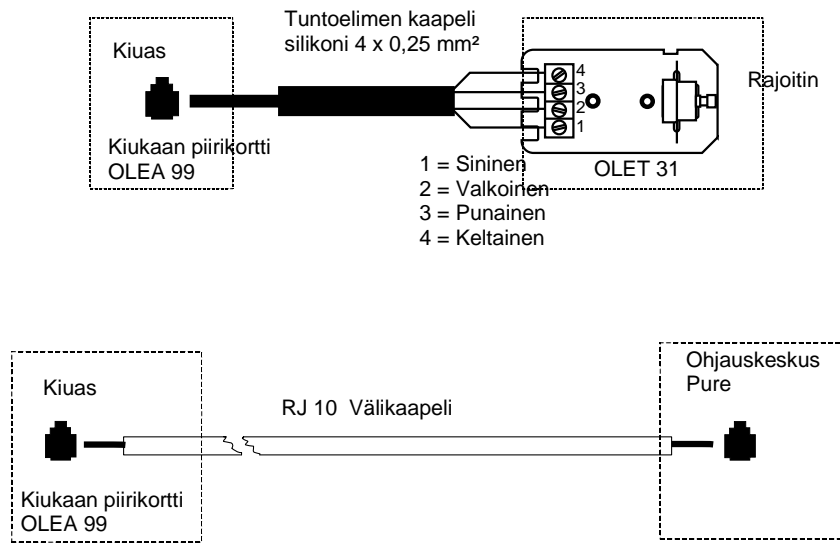 Tuntoelimen kaapeli
silikoni 4 x 0,25 mm²
Kiuas
Rajoitin
4
3
2
1
Kiukaan piirikortti
OLEA 99
OLET 31
1 = Sininen
2 = Valkoinen
3 = Punainen
4 = Keltainen
Ohjauskeskus
Pure
Kiuas
RJ 10 Välikaapeli
Kiukaan piirikortti
OLEA 99